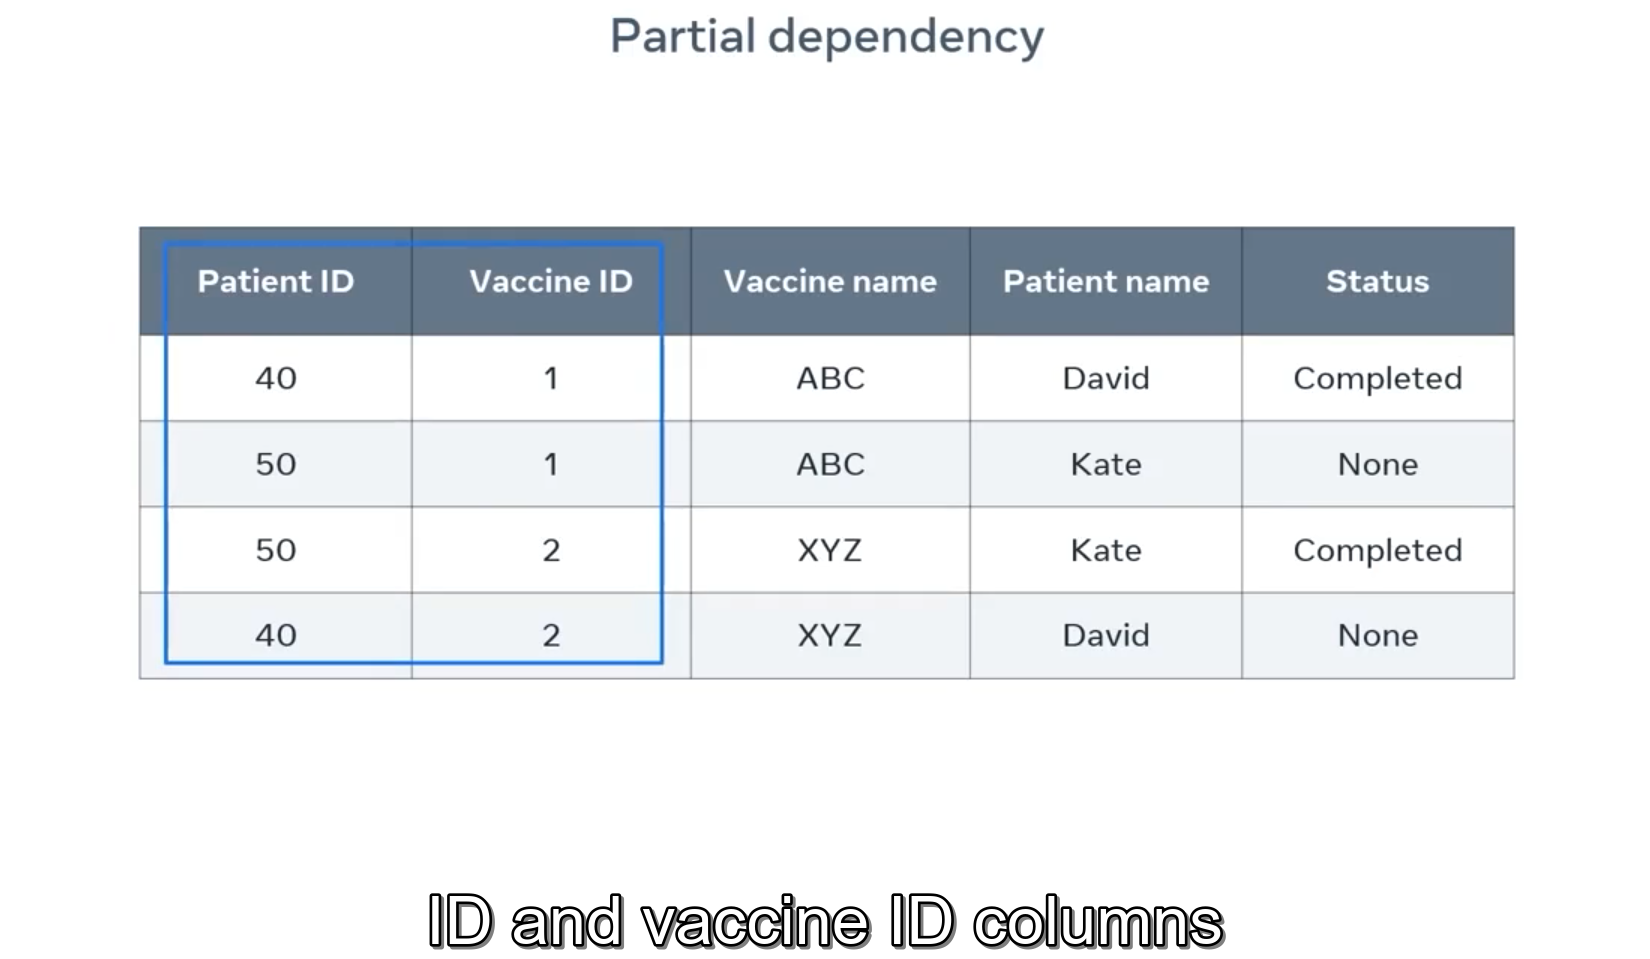 Partial dependency
Patient ID Vaccine ID Vaccine name Patient name Status
40 1 ABC David Completed
50 1 ABC Kate None
50 2 XYZ Kate Completed
40 2 XYZ David None
ID and vaccine ID columns